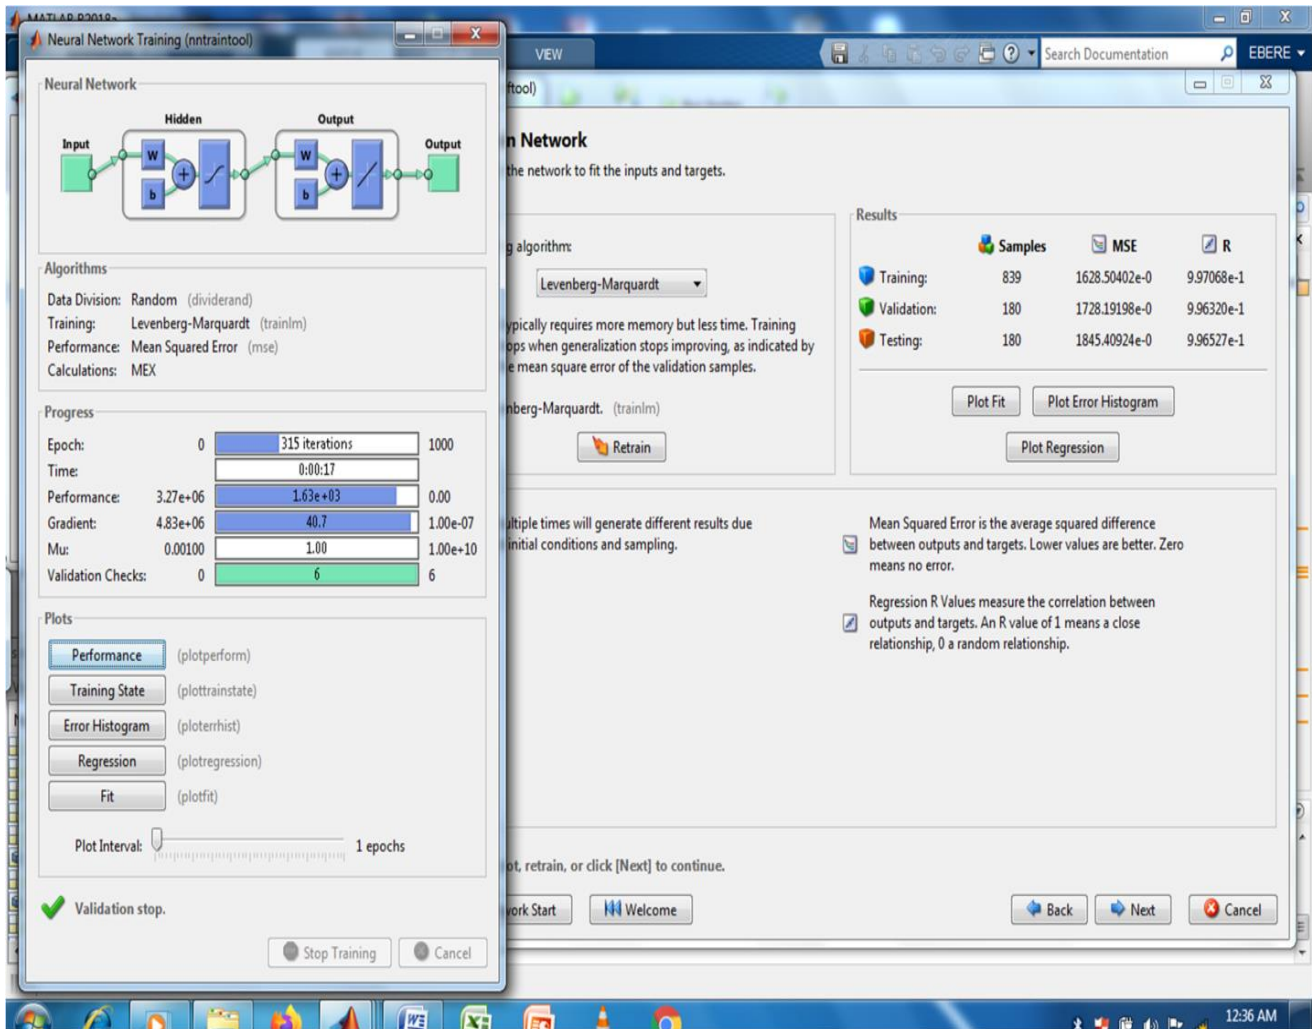 MATLAB R2018a
Neural Network Training (nntraintool)
VIEW
Search Documentation
EBERE
Neural Network
Hidden
Output
Input
Output
W
b
W
b
Algorithms
Data Division: Random (dividerand)
Training: Levenberg-Marquardt (trainlm)
Performance: Mean Squared Error (mse)
Calculations: MEX
Progress
Epoch: 0 315 iterations 1000
Time: 0:00:17
Performance: 3.27e+06 1.63e+03 0.00
Gradient: 4.83e+06 40.7 1.00e-07
Mu: 0.00100 1.00 1.00e+10
Validation Checks: 0 6 6
Plots
Performance (plotperform)
Training State (plottrainstate)
Error Histogram (ploterrhist)
Regression (plotregression)
Fit (plotfit)
Plot Interval: 1 epochs
Validation stop.
Stop Training
Cancel
ftool)
n Network
the network to fit the inputs and targets.
g algorithm:
Levenberg-Marquardt
ypically requires more memory but less time. Training
ops when generalization stops improving, as indicated by
e mean square error of the validation samples.
nberg-Marquardt. (trainlm)
Retrain
Results
Samples MSE R
Training: 839 1628.50402e-0 9.97068e-1
Validation: 180 1728.19198e-0 9.96320e-1
Testing: 180 1845.40924e-0 9.96527e-1
Plot Fit
Plot Error Histogram
Plot Regression
ultiple times will generate different results due
initial conditions and sampling.
Mean Squared Error is the average squared difference
between outputs and targets. Lower values are better. Zero
means no error.
Regression R Values measure the correlation between
outputs and targets. An R value of 1 means a close
relationship, 0 a random relationship.
ot, retrain, or click [Next] to continue.
work Start
Welcome
Back
Next
Cancel
12:36 AM